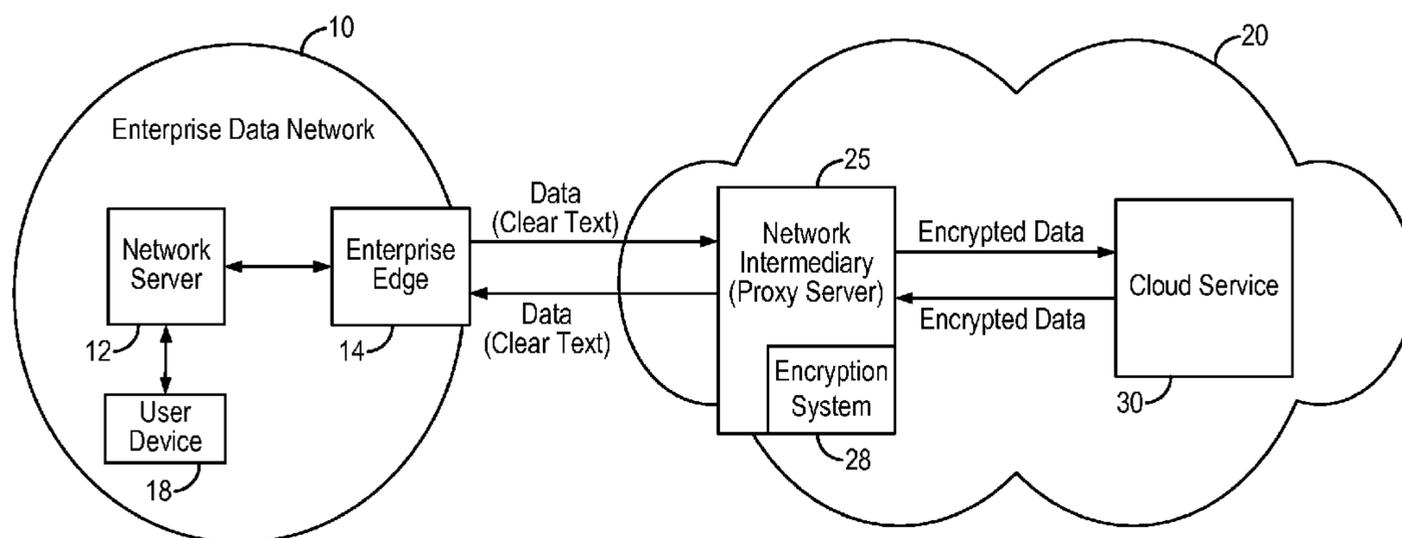 10
20
Enterprise Data Network
25
Data
(Clear Text)
Network
Server
Enterprise
Edge
Network
Intermediary
(Proxy Server)
Encrypted Data
Cloud Service
Data
(Clear Text)
Encrypted Data
12
14
Encryption
System
30
User
Device
28
18